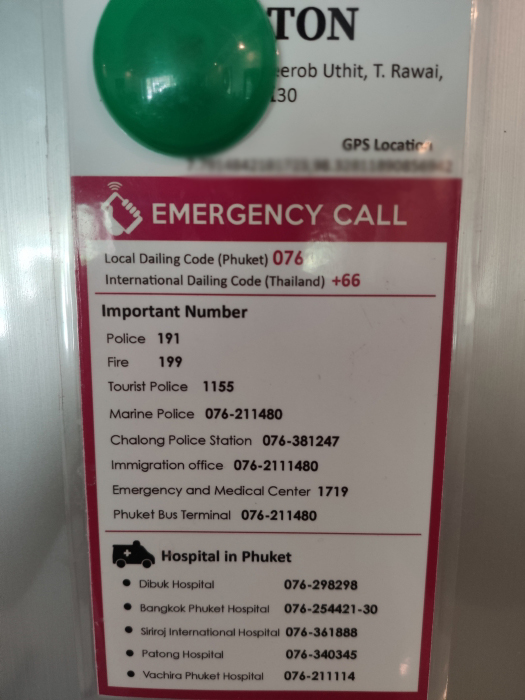 TON
erob Uthit, T. Rawai,
130
GPS Location
EMERGENCY CALL
Local Dailing Code (Phuket) 076
International Dailing Code (Thailand) +66
Important Number
Police 191
Fire 199
Tourist Police 1155
Marine Police 076-211480
Chalong Police Station 076-381247
Immigration office 076-2111480
Emergency and Medical Center 1719
Phuket Bus Terminal 076-211480
Hospital in Phuket
• Dibuk Hospital 076-298298
• Bangkok Phuket Hospital 076-254421-30
• Siriroj International Hospital 076-361888
• Patong Hospital 076-340345
• Vachira Phuket Hospital 076-211114